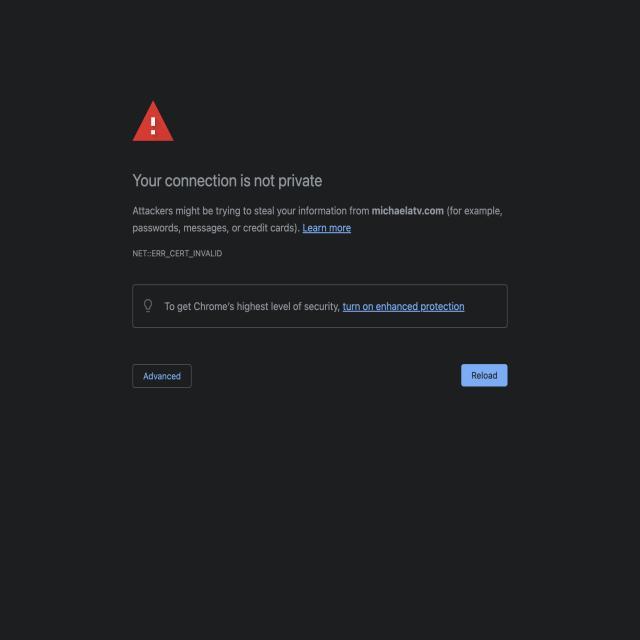 Your connection is not private
Attackers might be trying to steal your information from michaelatv.com (for example,
passwords, messages, or credit cards). Learn more
NET::ERR_CERT_INVALID
To get Chrome's highest level of security, turn on enhanced protection
Advanced
Reload